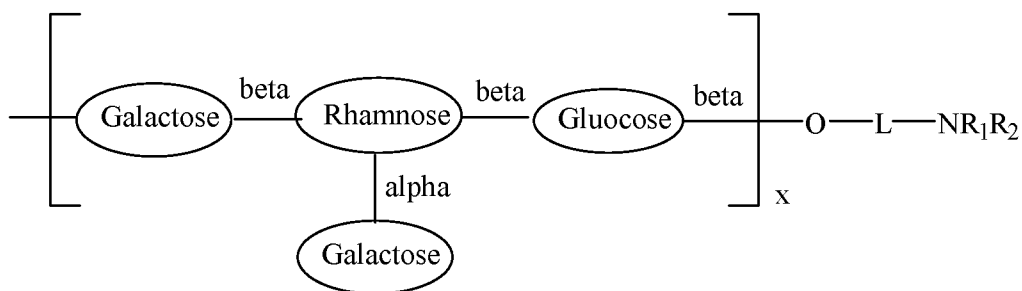 beta beta beta
Galactose Rhamnose Gluocose O L NR₁R₂
alpha x
Galactose